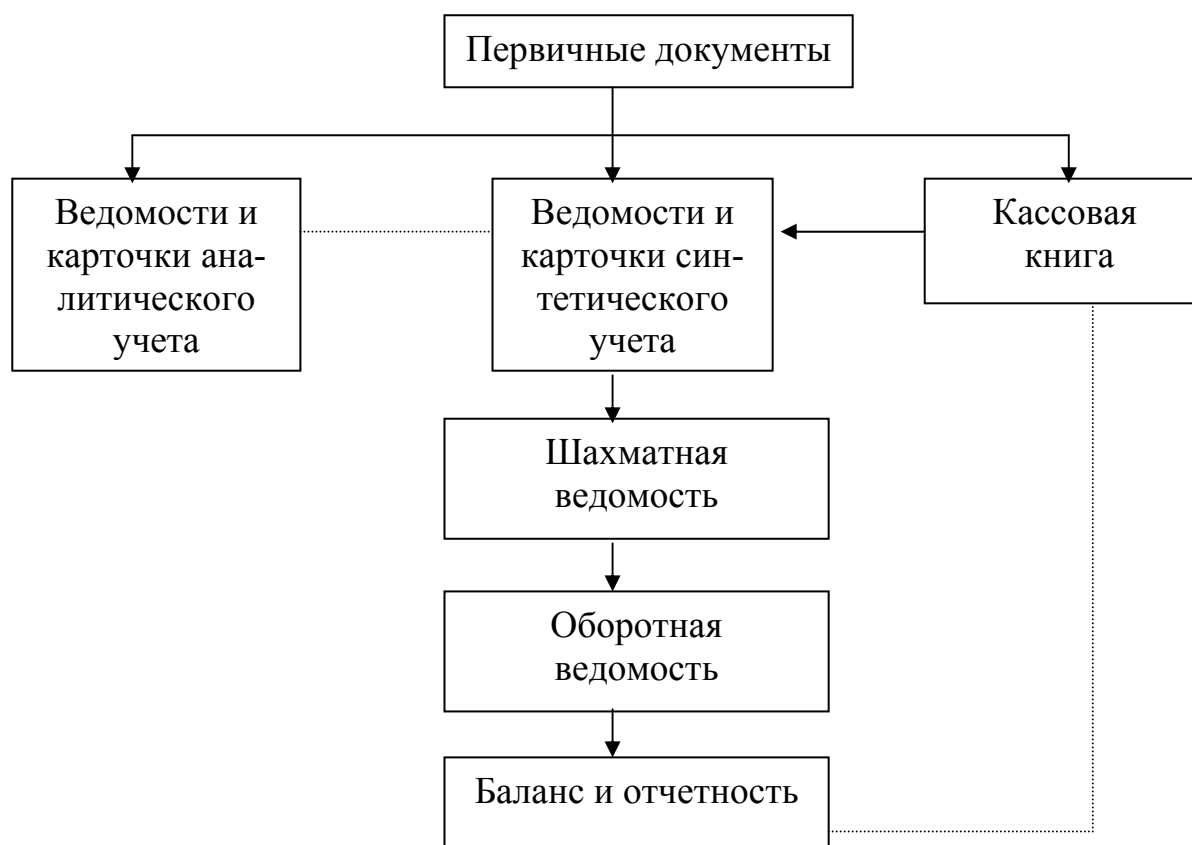 Первичные документы
Ведомости и
карточки ана-
литического
учета
Ведомости и
карточки син-
тетического
учета
Кассовая
книга
Шахматная
ведомость
Оборотная
ведомость
Баланс и отчетность